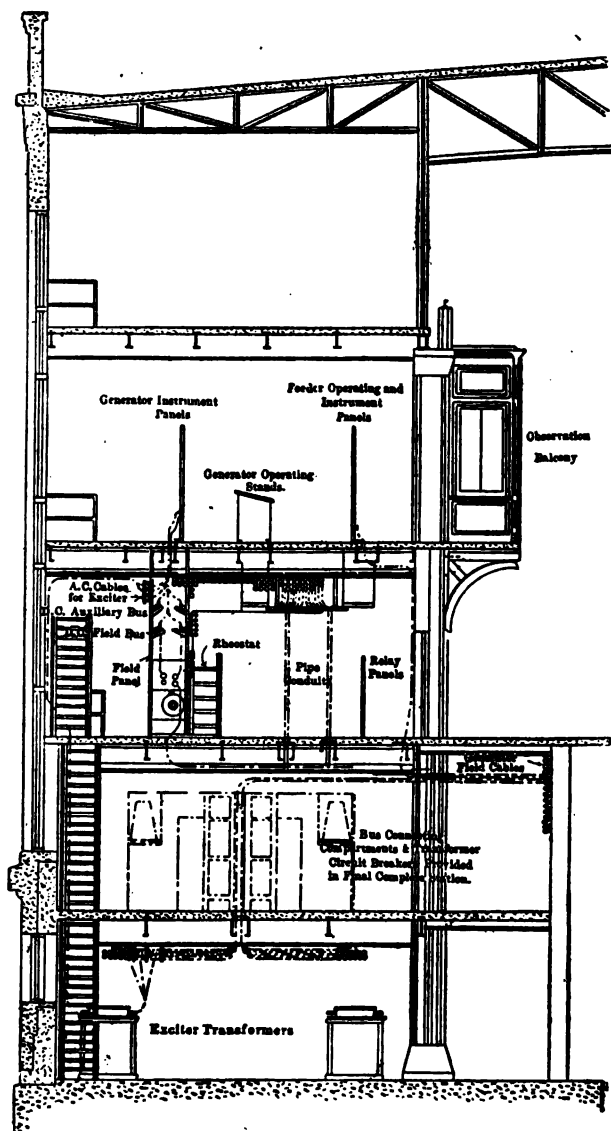 Generator Instrument
Panels
Feeder Operating and
Instrument
Panels
Generator Operating
Stands.
Observation
Balcony
A.C. Cables
for Exciter
C. Auxiliary Bus
Field Bus
Field
Panel
Rheostat
Pipe
Conduit
Relay
Panels
Field Cables
Bus Connecting
Compartments & Transformer
Circuit Breakers Provided
in Final
Exciter Transformers